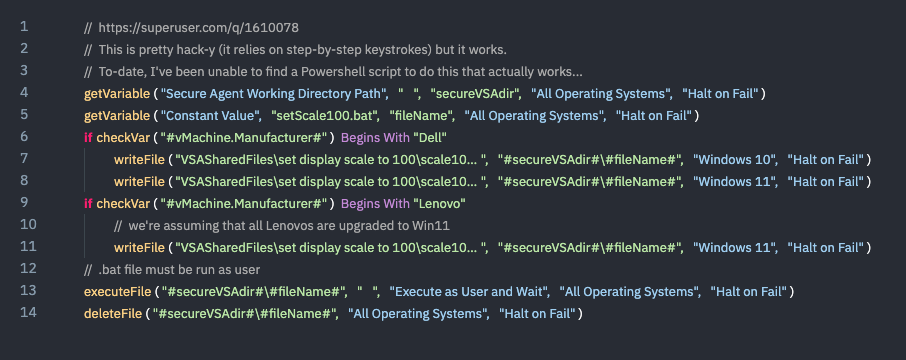 1 // https://superuser.com/q/1610078
2 // This is pretty hack-y (it relies on step-by-step keystrokes) but it works.
3 // To-date, I've been unable to find a Powershell script to do this that actually works...
4 getVariable ( "Secure Agent Working Directory Path", " ", "secureVSAdir", "All Operating Systems", "Halt on Fail" )
5 getVariable ( "Constant Value", "setScale100.bat", "fileName", "All Operating Systems", "Halt on Fail" )
6 if checkVar ( "#vMachine.Manufacturer#" ) Begins With "Dell"
7 writeFile ( "VSASharedFiles\set display scale to 100\scale10... ", "#secureVSAdir#\#fileName#", "Windows 10", "Halt on Fail" )
8 writeFile ( "VSASharedFiles\set display scale to 100\scale10... ", "#secureVSAdir#\#fileName#", "Windows 11", "Halt on Fail" )
9 if checkVar ( "#vMachine.Manufacturer#" ) Begins With "Lenovo"
10 // we're assuming that all Lenovos are upgraded to Win11
11 writeFile ( "VSASharedFiles\set display scale to 100\scale10... ", "#secureVSAdir#\#fileName#", "Windows 11", "Halt on Fail" )
12 // .bat file must be run as user
13 executeFile ( "#secureVSAdir#\#fileName#", " ", "Execute as User and Wait", "All Operating Systems", "Halt on Fail" )
14 deleteFile ( "#secureVSAdir#\#fileName#", "All Operating Systems", "Halt on Fail" )